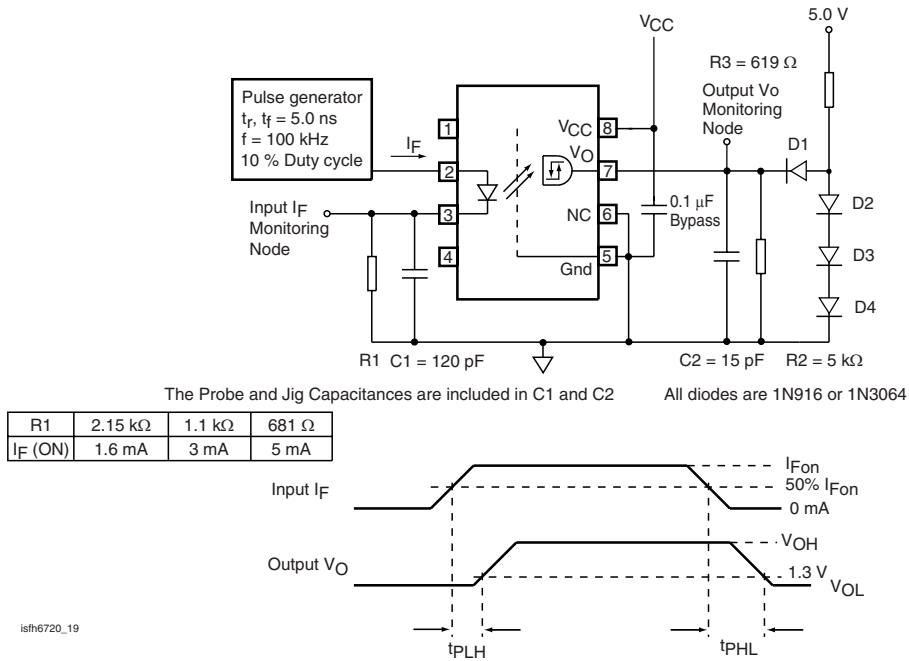 VCC
5.0 V
R3 = 619 Ω
Output Vo
Monitoring
Node
D1
Pulse generator
tr, tf = 5.0 ns
f = 100 kHz
10 % Duty cycle
IF
1
2
3
4
VCC
8
VO
7
NC
6
Gnd
5
0.1 μF
Bypass
D2
D3
D4
Input IF
Monitoring
Node
R1
C1 = 120 pF
C2 = 15 pF
R2 = 5 kΩ
The Probe and Jig Capacitances are included in C1 and C2
All diodes are 1N916 or 1N3064
R1 2.15 kΩ 1.1 kΩ 681 Ω
IF (ON) 1.6 mA 3 mA 5 mA
Input IF
IFon
50% IFon
0 mA
Output VO
VOH
1.3 V
VOL
tPLH
tPHL
isfh6720_19